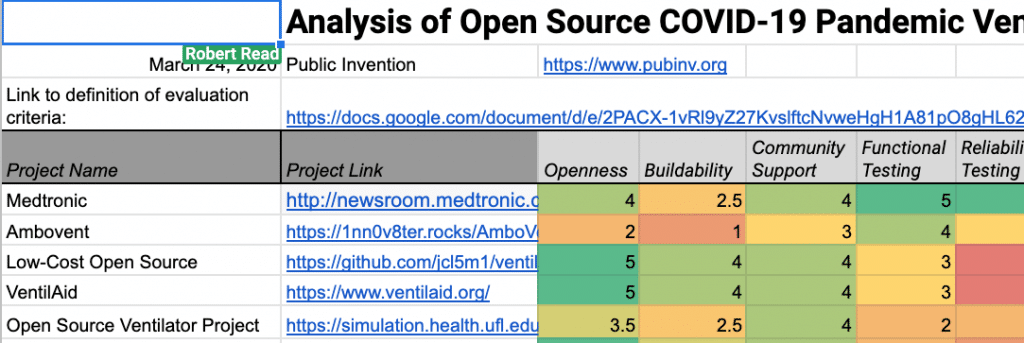 Analysis of Open Source COVID-19 Pandemic Ven
Robert Read
March 24, 2020 Public Invention https://www.pubinv.org
Link to definition of evaluation
criteria: https://docs.google.com/document/d/e/2PACX-1vRl9yZ27KvslftcNvweHgH1A81pO8gHL62
Community Functional Reliabili
Project Name Project Link Openness Buildability Support Testing Testing
Medtronic http://newsroom.medtronic.c 4 2.5 4 5
Ambovent https://1nn0v8ter.rocks/AmboV 2 1 3 4
Low-Cost Open Source https://github.com/jcl5m1/ventil 5 4 4 3
VentilAid https://www.ventilaid.org/ 5 4 4 3
Open Source Ventilator Project https://simulation.health.ufl.edu 3.5 2.5 4 2